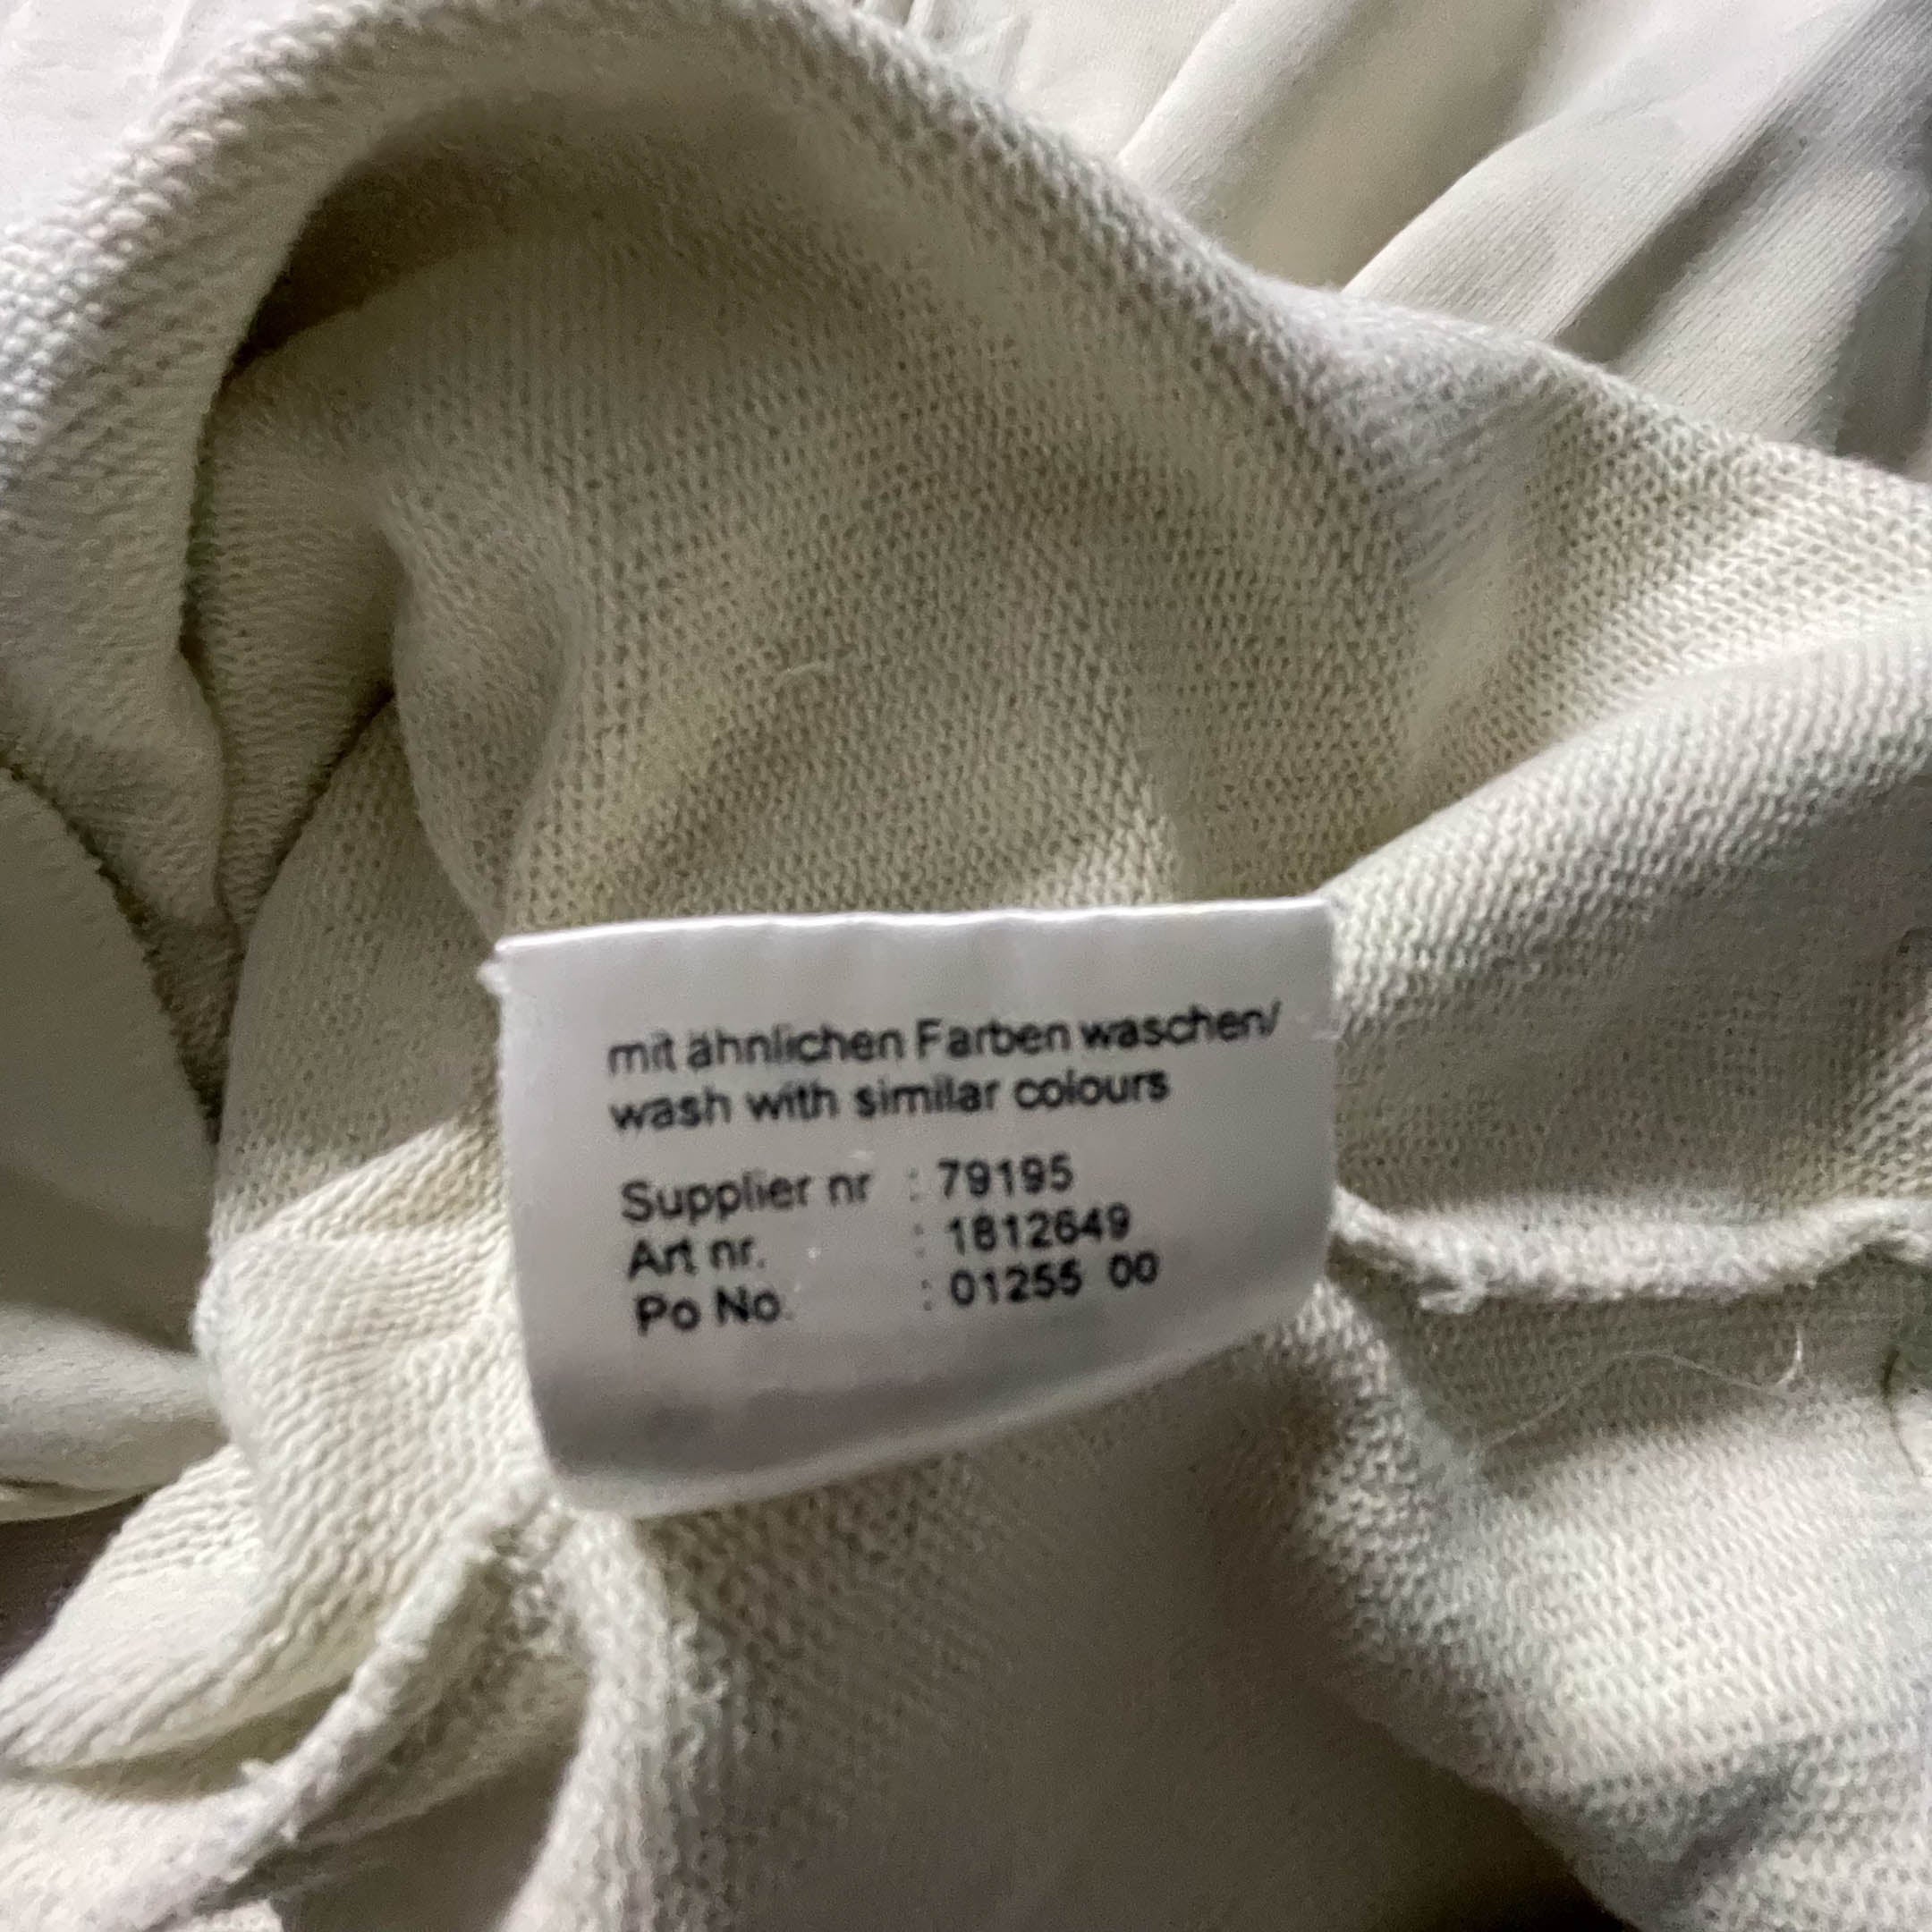 mit ähnlichen Farben waschen/
wash with similar colours
Supplier nr : 79195
Art nr. : 1812649
Po No. : 01255 00